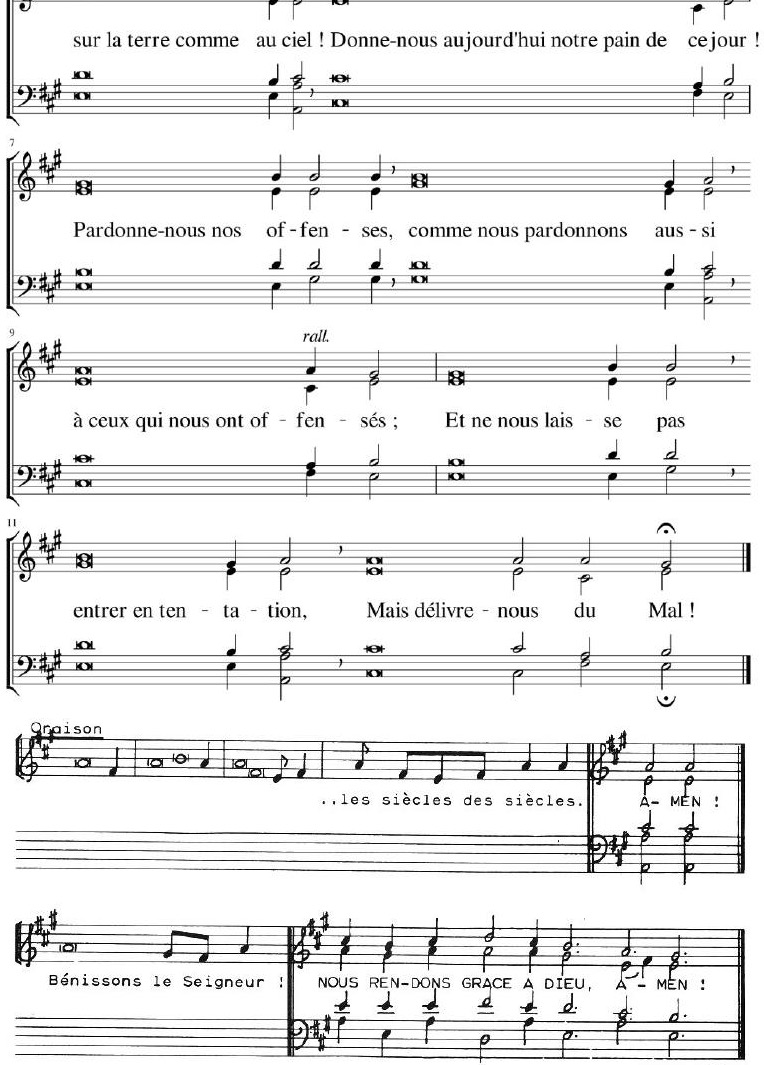 sur la terre comme au ciel ! Donne-nous aujourd'hui notre pain de ce jour !
7
Pardonne-nous nos of - fen - ses, comme nous pardonnons aus - si
9
rall.
à ceux qui nous ont of - fen - sés ; Et ne nous lais - se pas
11
entrer en ten - ta - tion, Mais délivre - nous du Mal !
Oraison
..les siècles des siècles. A- MEN !
Bénissons le Seigneur ! NOUS REN-DONS GRACE A DIEU, A - MEN !